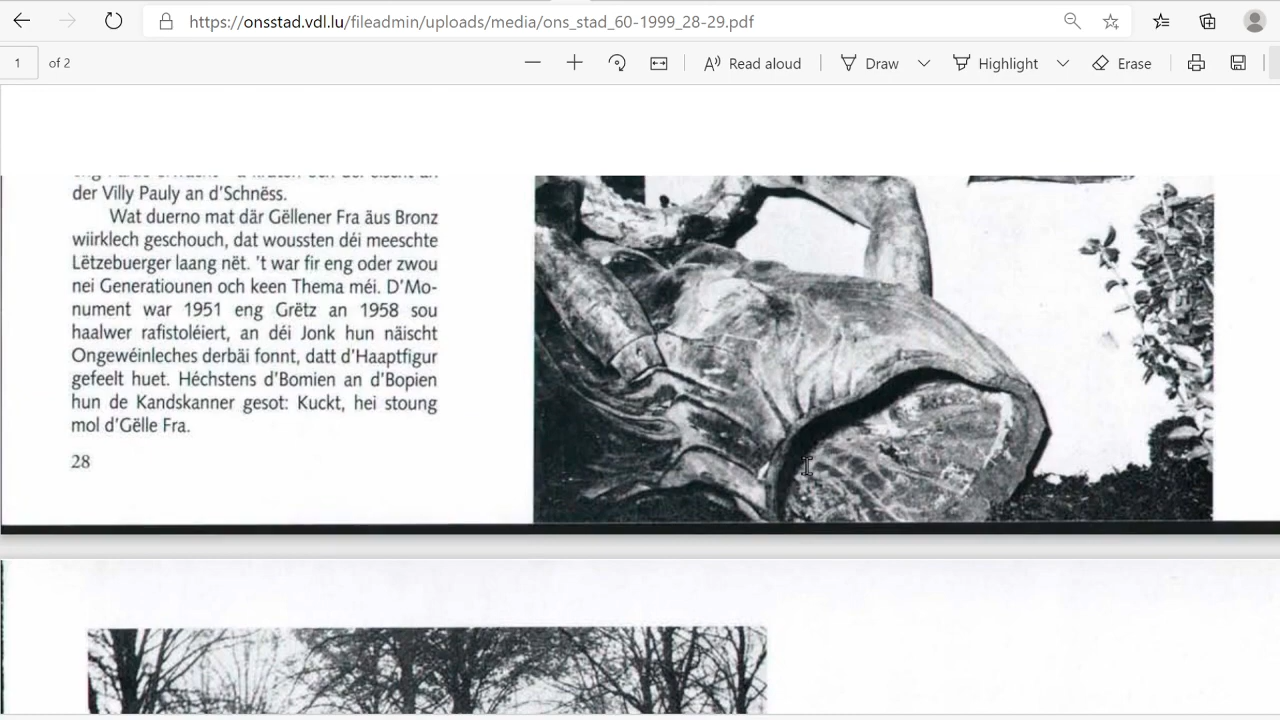 https://onsstad.vdl.lu/fileadmin/uploads/media/ons_stad_60-1999_28-29.pdf
1 of 2
Read aloud
Draw
Highlight
Erase
der Villy Pauly an d'Schnëss.
Wat duerno mat där Gëllener Fra äus Bronz
wiirklech geschouch, dat woussten déi meeschte
Lëtzebuerger laang nët. 't war fir eng oder zwou
nei Generatiounen och keen Thema méi. D'Mo-
nument war 1951 eng Grëtz an 1958 sou
haalwer rafistoléiert, an déi Jonk hun näischt
Ongewéinleches derbäi fonnt, datt d'Haaptfigur
gefeelt huet. Héchstens d'Bomien an d'Bopien
hun de Kandskanner gesot: Kuckt, hei stoung
mol d'Gëlle Fra.
28